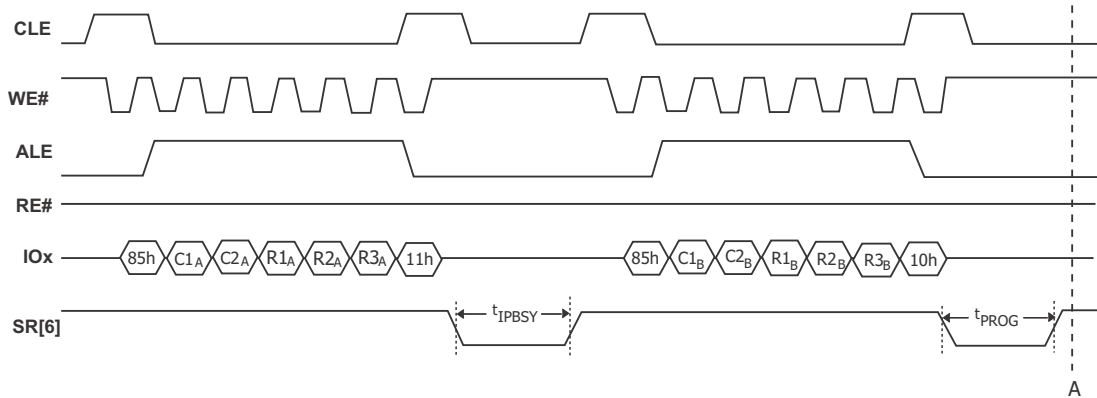 CLE
WE#
ALE
RE#
IOx 85h C1A C2A R1A R2A R3A 11h 85h C1B C2B R1B R2B R3B 10h
SR[6] tIPBSY tPROG
A